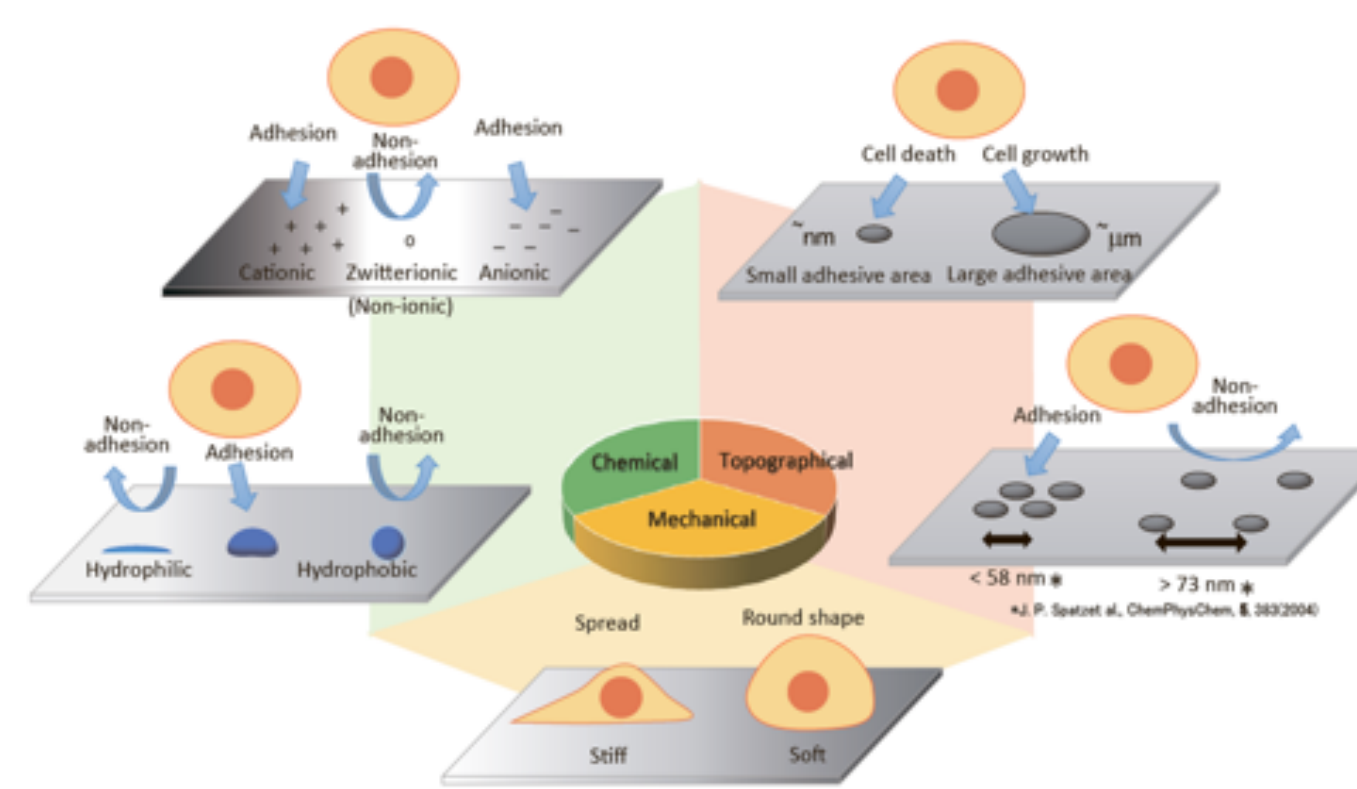 Adhesion
Non-
adhesion
Adhesion
+ + + + + +
o
− − − − − −
Cationic
Zwitterionic
Anionic
(Non-ionic)
Cell death
Cell growth
~nm
~μm
Small adhesive area
Large adhesive area
Non-
adhesion
Adhesion
Non-
adhesion
Hydrophilic
Hydrophobic
Chemical
Topographical
Mechanical
Adhesion
Non-
adhesion
< 58 nm *
> 73 nm *
*J. P. Spatzet al., ChemPhysChem, 5, 383(2004)
Spread
Round shape
Stiff
Soft